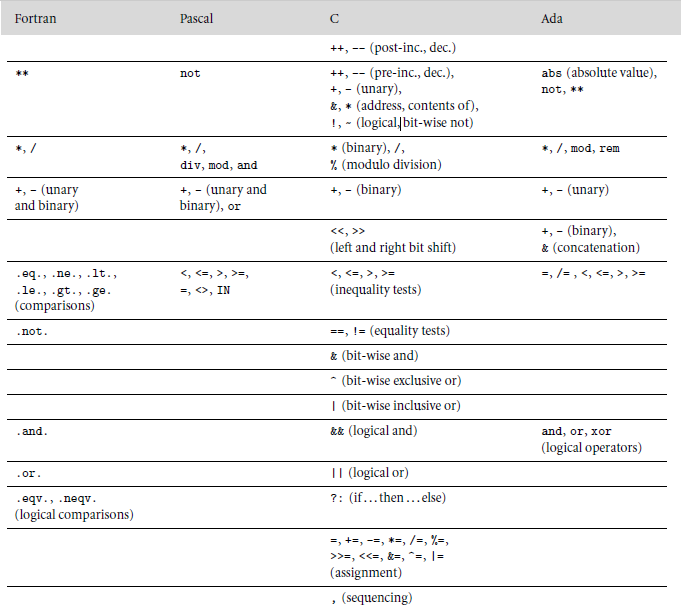 Fortran Pascal C Ada
++, -- (post-inc., dec.)
** not ++, -- (pre-inc., dec.), abs (absolute value),
+, - (unary), not, **
&, * (address, contents of),
!, ~ (logical, bit-wise not)
*, / *, /, * (binary), /, *, /, mod, rem
div, mod, and % (modulo division)
+, - (unary +, - (unary and +, - (binary) +, - (unary)
and binary) binary), or
<<, >> +, - (binary),
(left and right bit shift) & (concatenation)
.eq., .ne., .lt., <, <=, >, >=, <, <=, >, >= =, /= , <, <=, >, >=
.le., .gt., .ge. =, <>, IN (inequality tests)
(comparisons)
.not. ==, != (equality tests)
& (bit-wise and)
^ (bit-wise exclusive or)
| (bit-wise inclusive or)
.and. && (logical and) and, or, xor
(logical operators)
.or. || (logical or)
.eqv., .neqv. ?: (if...then...else)
(logical comparisons)
=, +=, -=, *=, /=, %=,
>>=, <<=, &=, ^=, |=
(assignment)
, (sequencing)